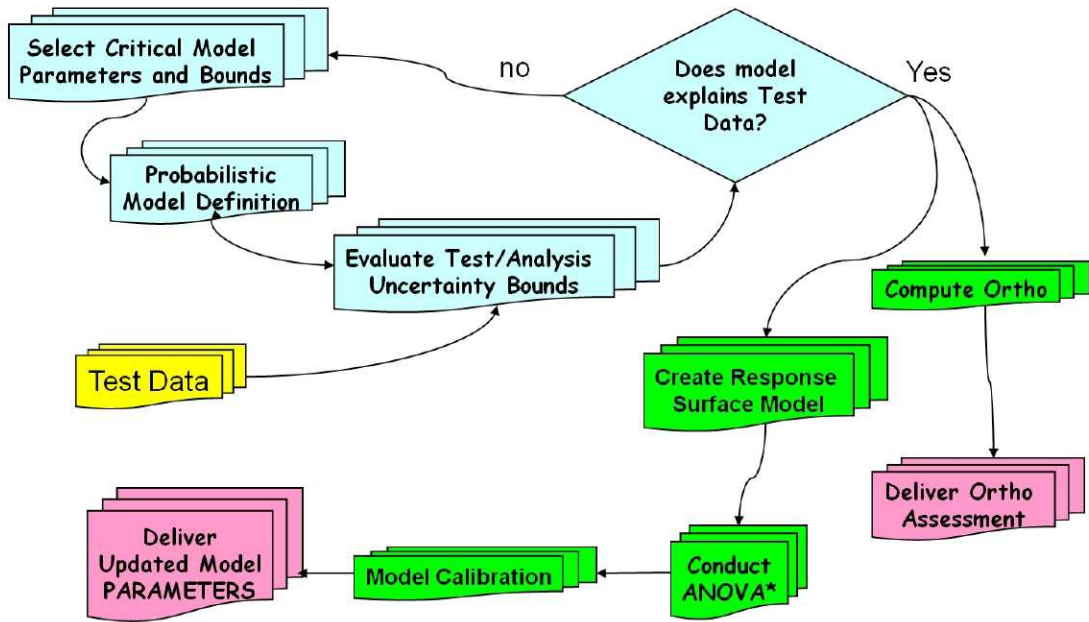 Select Critical Model
Parameters and Bounds
no
Does model
explains Test
Data?
Yes
Probabilistic
Model Definition
Evaluate Test/Analysis
Uncertainty Bounds
Compute Ortho
Test Data
Create Response
Surface Model
Deliver Ortho
Assessment
Deliver
Updated Model
PARAMETERS
Model Calibration
Conduct
ANOVA*